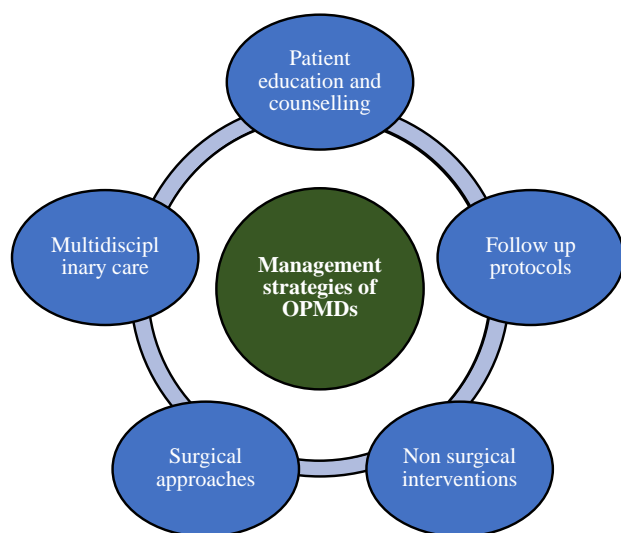 Patient
education and
counselling
Follow up
protocols
Non surgical
interventions
Surgical
approaches
Multidiscipl
inary care
Management
strategies of
OPMDs